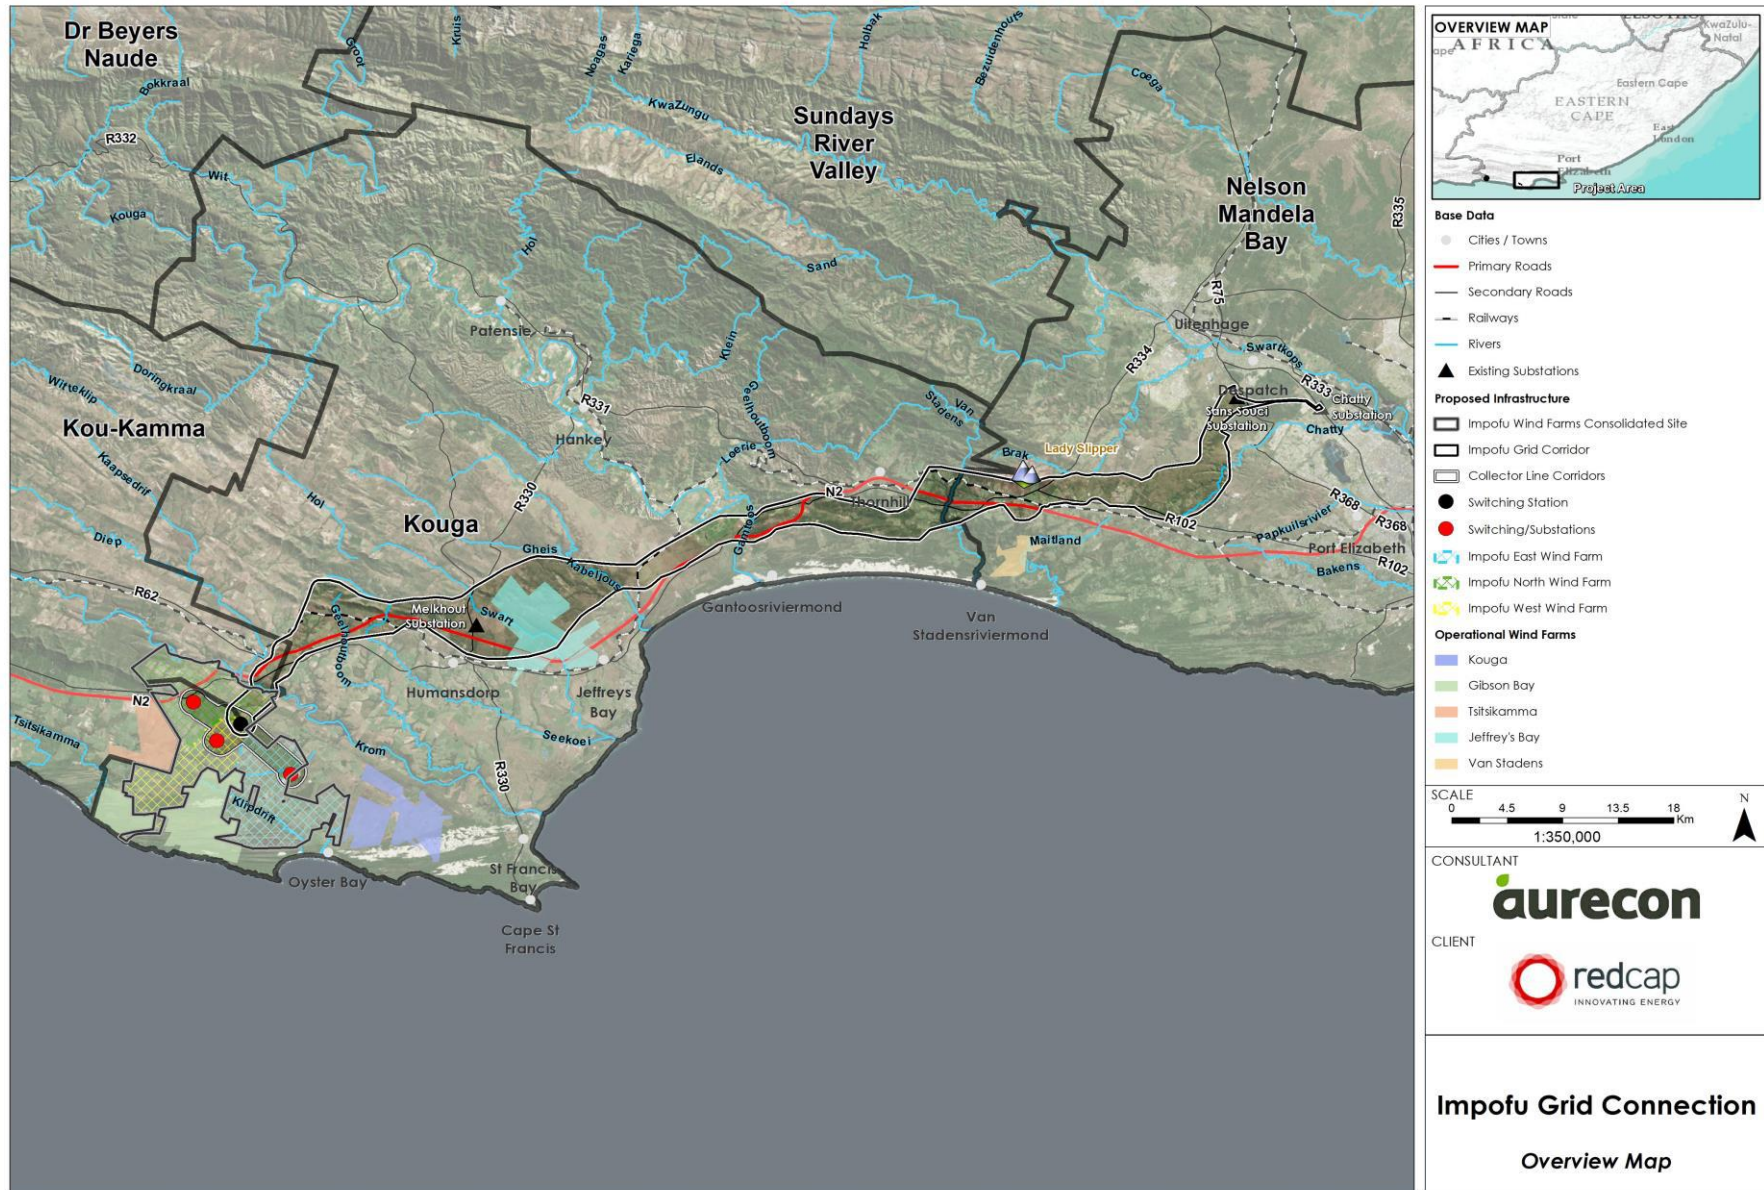 Dr Beyers
Naude
Bokkraal
R332
Wit
Kouga
Groot
Kruis
Noagas
Kariega
Holbak
Bezuidenhouts
Coega
KwaZungu
Elands
Sundays
River
Valley
Nelson
Mandela
Bay
R335
Hol
Sand
R75
Patensie
Uitenhage
Swartkops
Klein
R334
R333
Doringkraal
Witteklip
Geelhoutboom
Van
Stadens
Despatch
Sans Souci
Substation
Chatty
Substation
Chatty
R331
Kou-Kamma
Hankey
Loerie
Brak
Lady Slipper
Kaapsedrif
Hol
R330
Kouga
N2
Thornhill
R102
R368
R368
Papkuilsrivier
Port Elizabeth
R102
Bakens
Diep
Gheis
Kabeljous
Gamtoos
Maitland
R62
Geelhoutboom
Melkhout
Substation
Swart
Gantoosriviermond
Van
Stadensriviermond
Humansdorp
Jeffreys
Bay
N2
Tsitsikamma
Krom
Seekoei
R330
Klipdrift
Oyster Bay
St Francis
Bay
Cape St
Francis
OVERVIEW MAP
AFRICA
KwaZulu-
Natal
Eastern Cape
EASTERN
CAPE
East
London
Port
Elizabeth
Project Area
Base Data
Cities / Towns
Primary Roads
Secondary Roads
Railways
Rivers
Existing Substations
Proposed Infrastructure
Impofu Wind Farms Consolidated Site
Impofu Grid Corridor
Collector Line Corridors
Switching Station
Switching/Substations
Impofu East Wind Farm
Impofu North Wind Farm
Impofu West Wind Farm
Operational Wind Farms
Kouga
Gibson Bay
Tsitsikamma
Jeffrey's Bay
Van Stadens
SCALE
0 4.5 9 13.5 18
Km
1:350,000
N
CONSULTANT
aurecon
CLIENT
redcap
INNOVATING ENERGY
Impofu Grid Connection
Overview Map